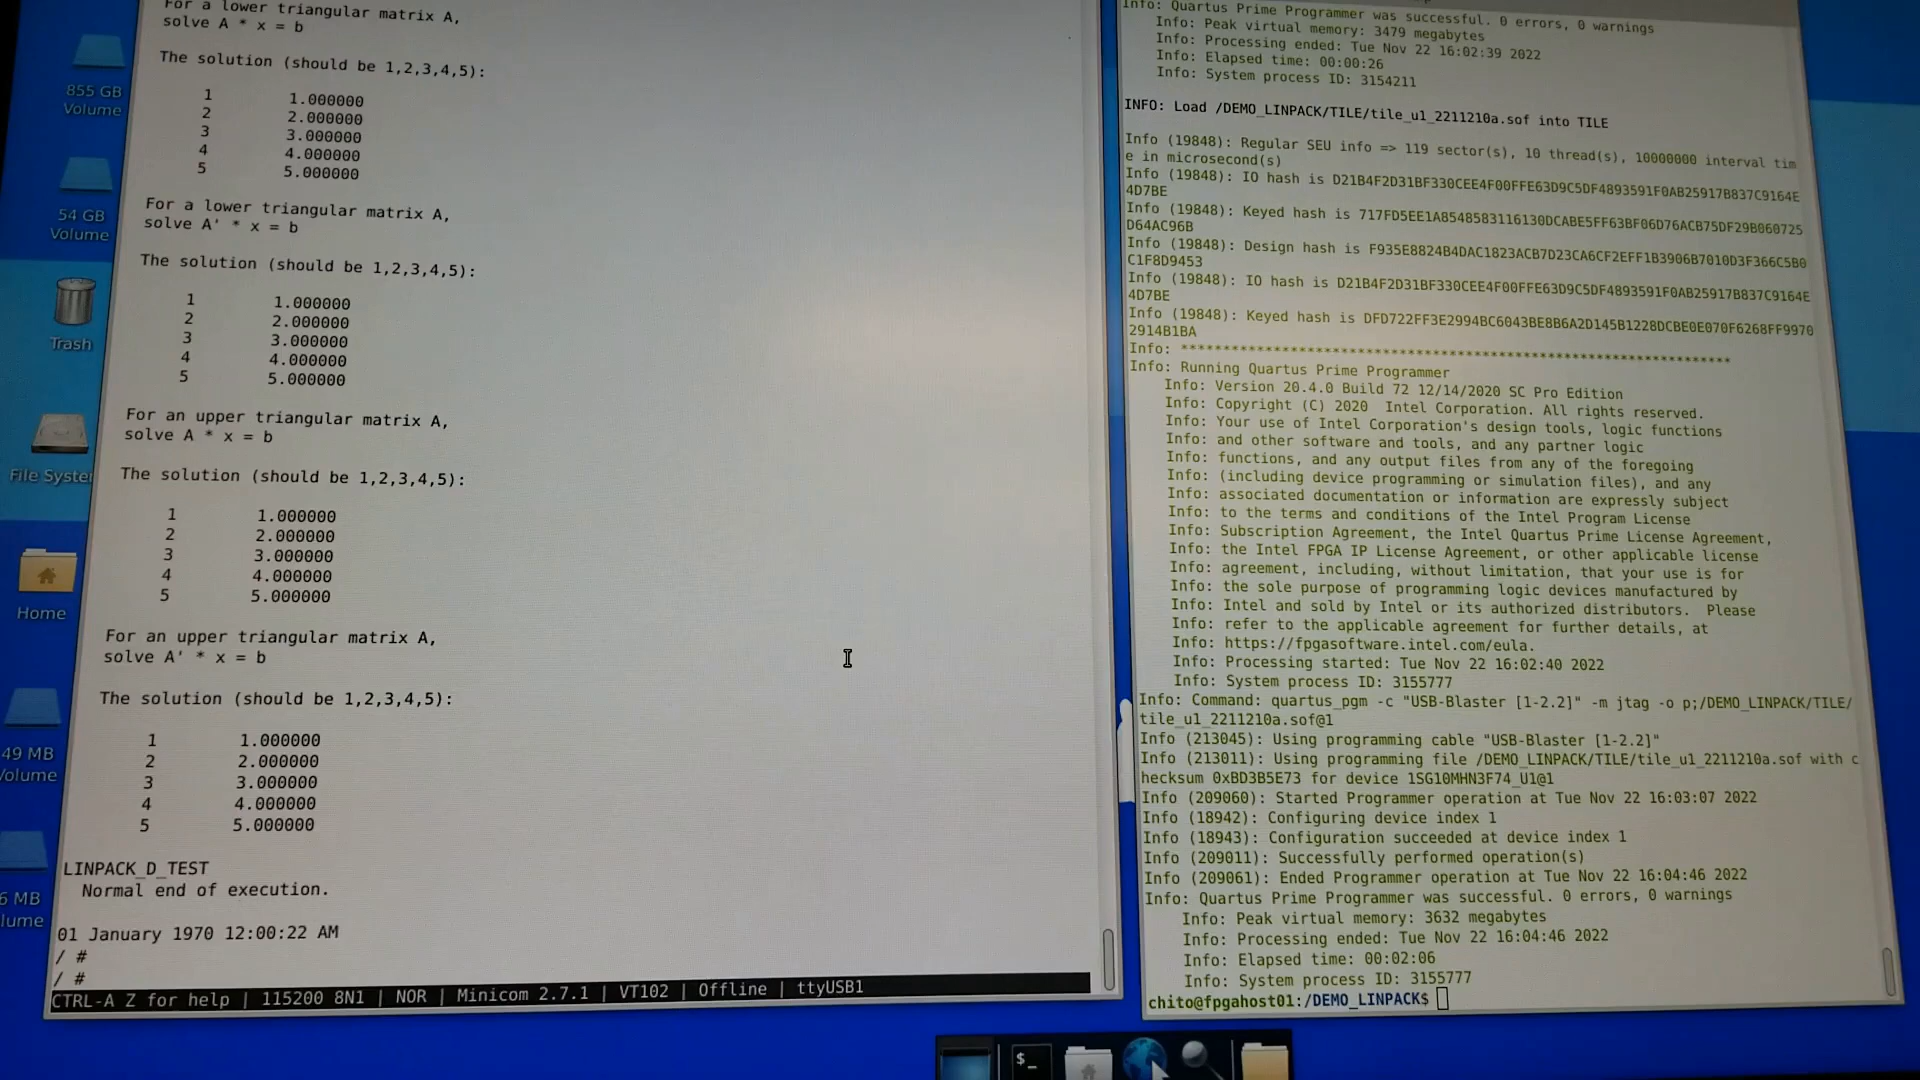 855 GB
Volume
54 GB
Volume
Trash
File System
Home
49 MB
Volume
6 MB
lume
For a lower triangular matrix A,
solve A * x = b
The solution (should be 1,2,3,4,5):
1 1.000000
2 2.000000
3 3.000000
4 4.000000
5 5.000000
For a lower triangular matrix A,
solve A' * x = b
The solution (should be 1,2,3,4,5):
1 1.000000
2 2.000000
3 3.000000
4 4.000000
5 5.000000
For an upper triangular matrix A,
solve A * x = b
The solution (should be 1,2,3,4,5):
1 1.000000
2 2.000000
3 3.000000
4 4.000000
5 5.000000
For an upper triangular matrix A,
solve A' * x = b
The solution (should be 1,2,3,4,5):
1 1.000000
2 2.000000
3 3.000000
4 4.000000
5 5.000000
LINPACK_D_TEST
Normal end of execution.
01 January 1970 12:00:22 AM
/ #
/ #
CTRL-A Z for help | 115200 8N1 | NOR | Minicom 2.7.1 | VT102 | Offline | ttyUSB1
Info: Quartus Prime Programmer was successful. 0 errors, 0 warnings
Info: Peak virtual memory: 3479 megabytes
Info: Processing ended: Tue Nov 22 16:02:39 2022
Info: Elapsed time: 00:00:26
Info: System process ID: 3154211
INFO: Load /DEMO_LINPACK/TILE/tile_u1_2211210a.sof into TILE
Info (19848): Regular SEU info => 119 sector(s), 10 thread(s), 10000000 interval tim
e in microsecond(s)
Info (19848): IO hash is D21B4F2D31BF330CEE4F00FFE63D9C5DF4893591F0AB25917B837C9164E
4D7BE
Info (19848): Keyed hash is 717FD5EE1A8548583116130DCABE5FF63BF06D76ACB75DF29B060725
D64AC96B
Info (19848): Design hash is F935E8824B4DAC1823ACB7D23CA6CF2EFF1B3906B7010D3F366C5B0
C1F8D9453
Info (19848): IO hash is D21B4F2D31BF330CEE4F00FFE63D9C5DF4893591F0AB25917B837C9164E
4D7BE
Info (19848): Keyed hash is DFD722FF3E2994BC6043BE8B6A2D145B1228DCBE0E070F6268FF9970
2914B1BA
Info: *******************************************************************
Info: Running Quartus Prime Programmer
Info: Version 20.4.0 Build 72 12/14/2020 SC Pro Edition
Info: Copyright (C) 2020  Intel Corporation. All rights reserved.
Info: Your use of Intel Corporation's design tools, logic functions
Info: and other software and tools, and any partner logic
Info: functions, and any output files from any of the foregoing
Info: (including device programming or simulation files), and any
Info: associated documentation or information are expressly subject
Info: to the terms and conditions of the Intel Program License
Info: Subscription Agreement, the Intel Quartus Prime License Agreement,
Info: the Intel FPGA IP License Agreement, or other applicable license
Info: agreement, including, without limitation, that your use is for
Info: the sole purpose of programming logic devices manufactured by
Info: Intel and sold by Intel or its authorized distributors.  Please
Info: refer to the applicable agreement for further details, at
Info: https://fpgasoftware.intel.com/eula.
Info: Processing started: Tue Nov 22 16:02:40 2022
Info: System process ID: 3155777
Info: Command: quartus_pgm -c "USB-Blaster [1-2.2]" -m jtag -o p;/DEMO_LINPACK/TILE/
tile_u1_2211210a.sof@1
Info (213045): Using programming cable "USB-Blaster [1-2.2]"
Info (213011): Using programming file /DEMO_LINPACK/TILE/tile_u1_2211210a.sof with c
hecksum 0xBD3B5E73 for device 1SG10MHN3F74_U1@1
Info (209060): Started Programmer operation at Tue Nov 22 16:03:07 2022
Info (18942): Configuring device index 1
Info (18943): Configuration succeeded at device index 1
Info (209011): Successfully performed operation(s)
Info (209061): Ended Programmer operation at Tue Nov 22 16:04:46 2022
Info: Quartus Prime Programmer was successful. 0 errors, 0 warnings
Info: Peak virtual memory: 3632 megabytes
Info: Processing ended: Tue Nov 22 16:04:46 2022
Info: Elapsed time: 00:02:06
Info: System process ID: 3155777
chito@fpgahost01:/DEMO_LINPACK$
$_